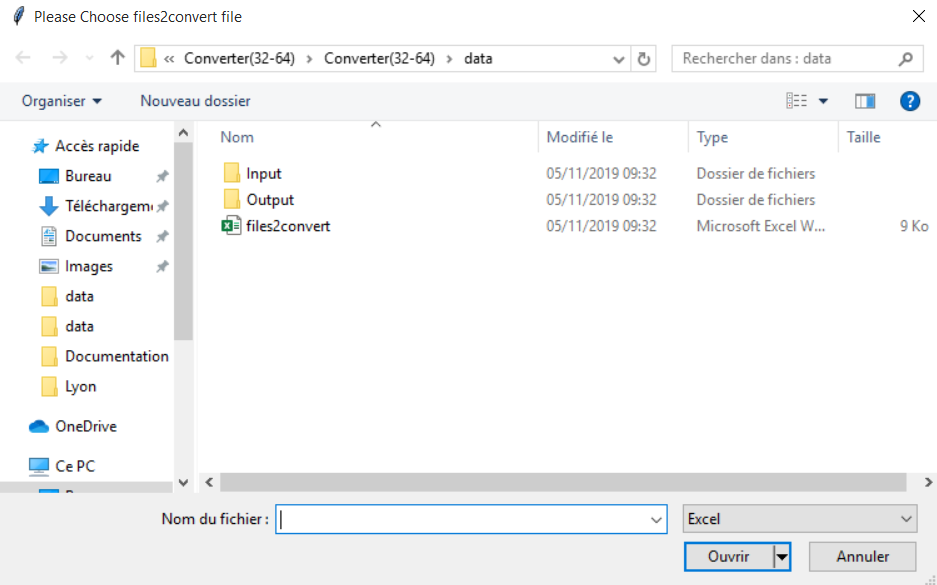 Please Choose files2convert file
« Converter(32-64) › Converter(32-64) › data
Rechercher dans : data
Organiser
Nouveau dossier
?
Nom
Modifié le
Type
Taille
Accès rapide
Bureau
Téléchargem
Documents
Images
data
data
Documentation
Lyon
OneDrive
Ce PC
Input 05/11/2019 09:32 Dossier de fichiers
Output 05/11/2019 09:32 Dossier de fichiers
files2convert 05/11/2019 09:32 Microsoft Excel W... 9 Ko
Nom du fichier :
Excel
Ouvrir
Annuler